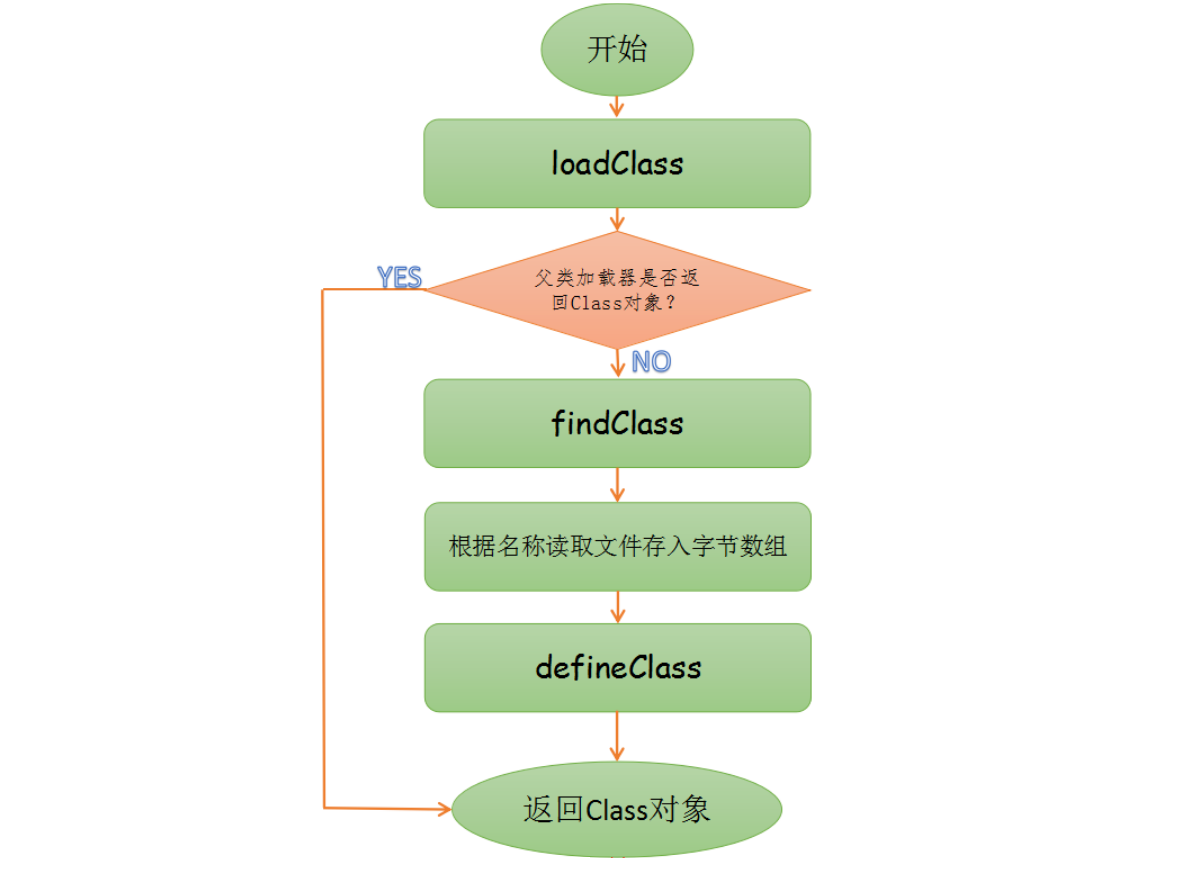 开始
loadClass
YES
父类加载器是否返
回Class对象？
NO
findClass
根据名称读取文件存入字节数组
defineClass
返回Class对象